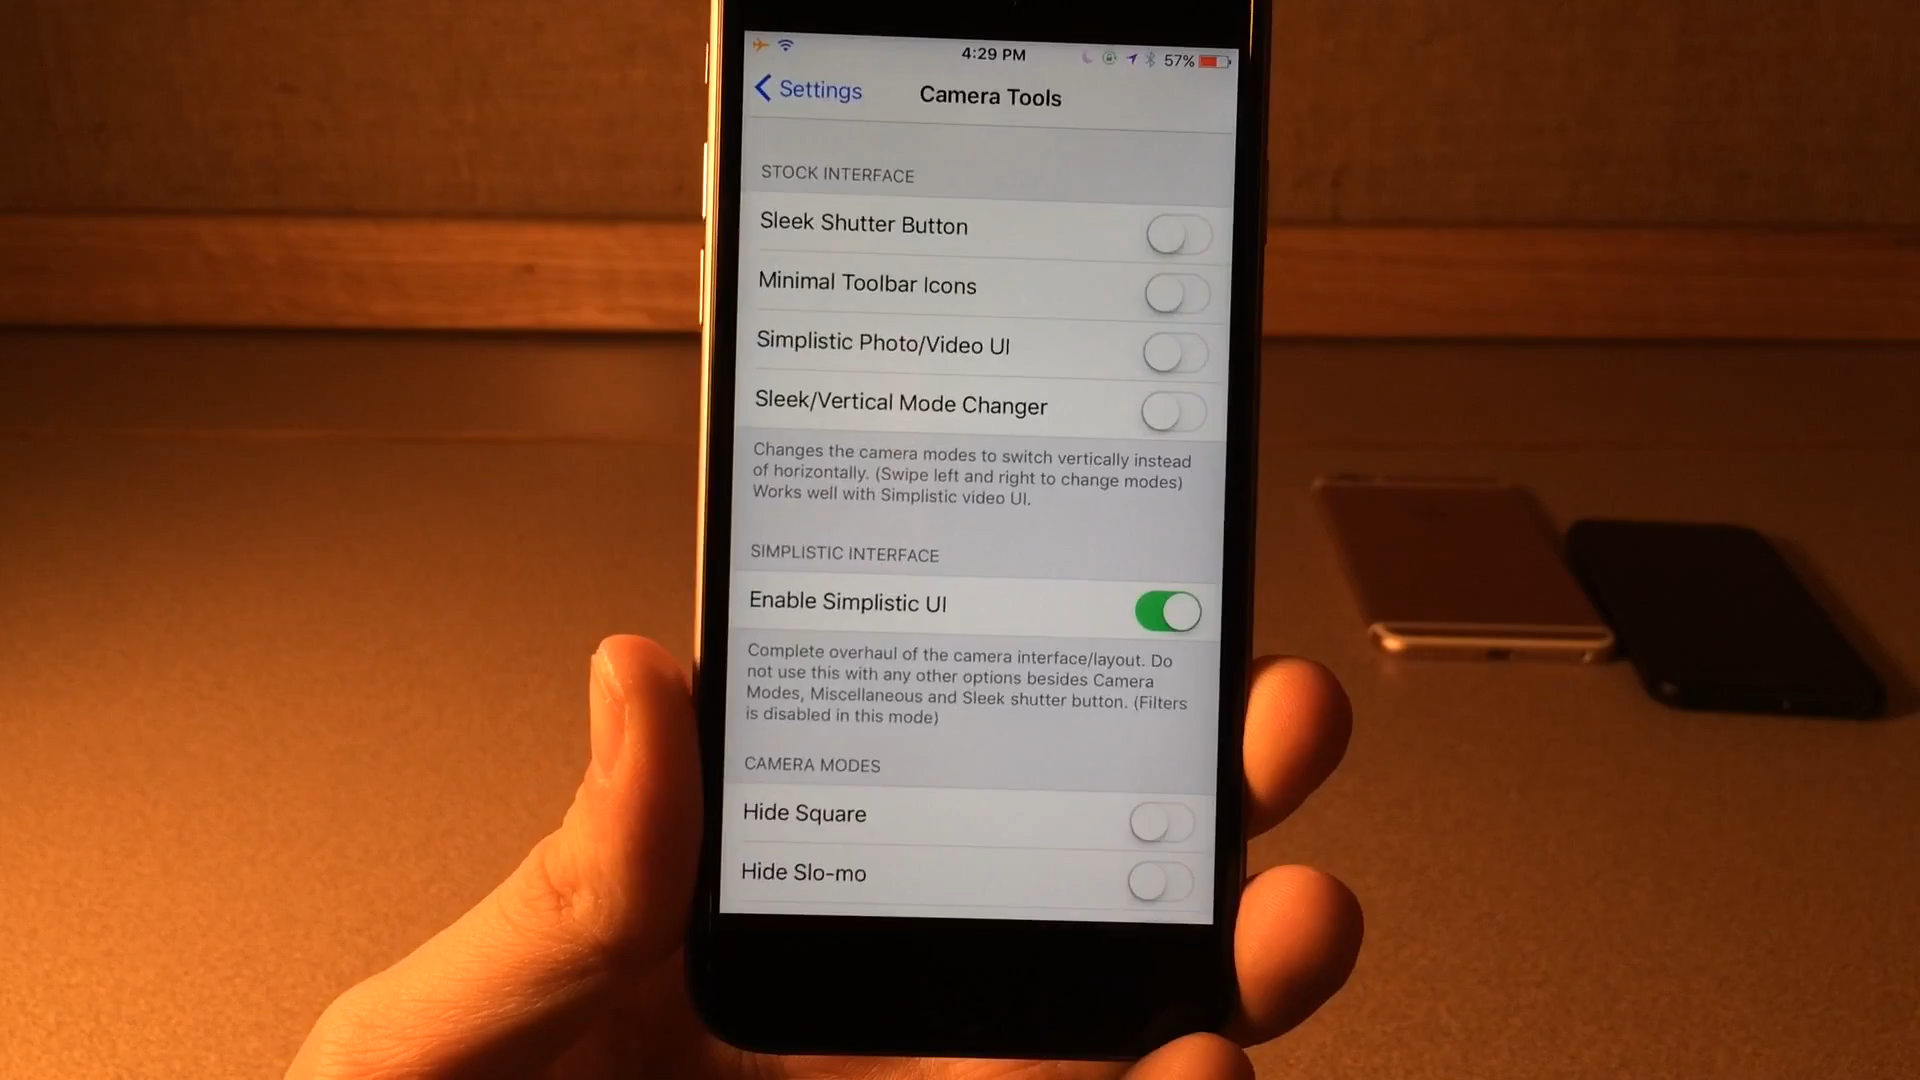 4:29 PM
57%
Settings
Camera Tools
STOCK INTERFACE
Sleek Shutter Button
Minimal Toolbar Icons
Simplistic Photo/Video UI
Sleek/Vertical Mode Changer
Changes the camera modes to switch vertically instead
of horizontally. (Swipe left and right to change modes)
Works well with Simplistic video UI.
SIMPLISTIC INTERFACE
Enable Simplistic UI
Complete overhaul of the camera interface/layout. Do
not use this with any other options besides Camera
Modes, Miscellaneous and Sleek shutter button. (Filters
is disabled in this mode)
CAMERA MODES
Hide Square
Hide Slo-mo